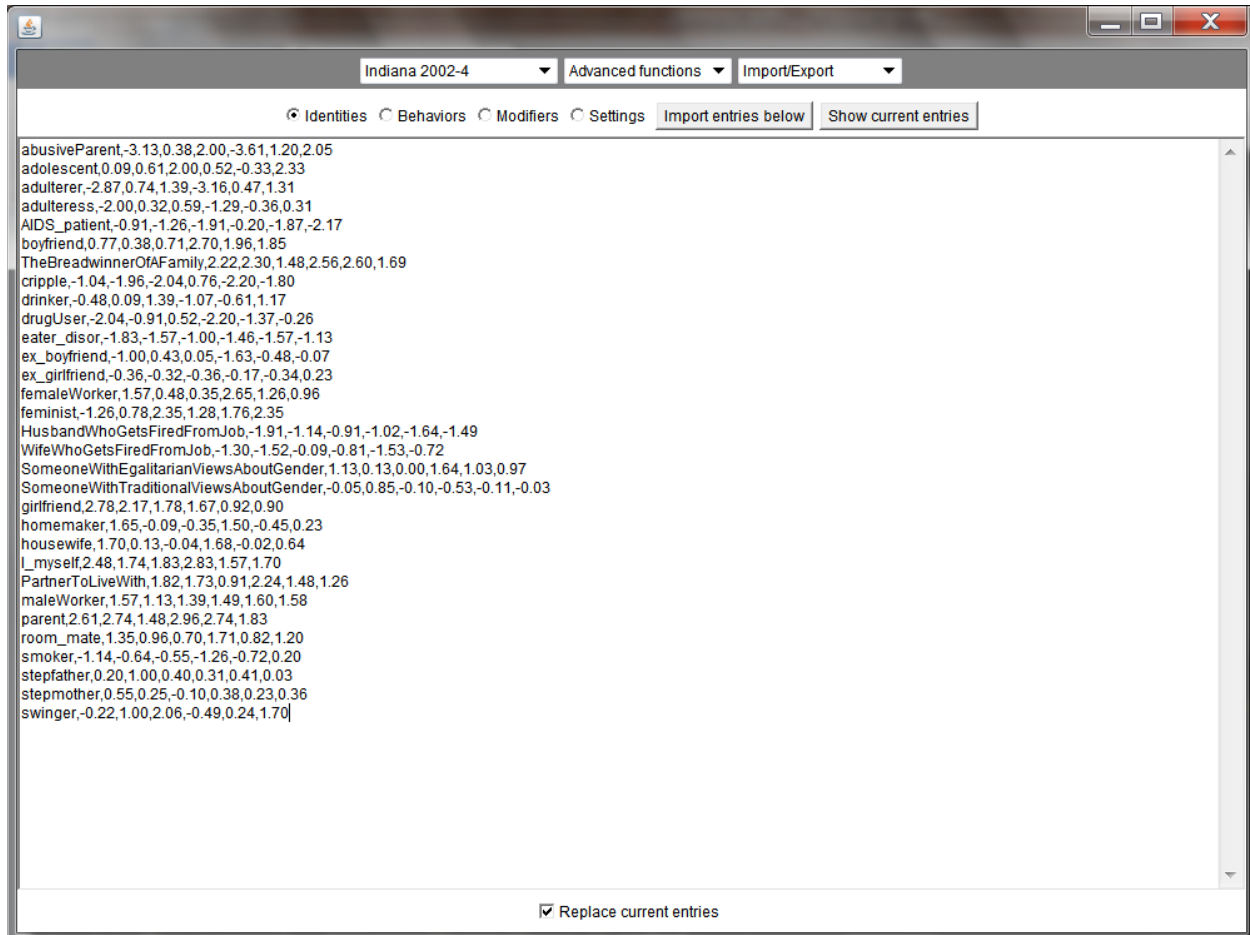 Indiana 2002-4 Advanced functions Import/Export
Identities Behaviors Modifiers Settings Import entries below Show current entries
abusiveParent,-3.13,0.38,2.00,-3.61,1.20,2.05
adolescent,0.09,0.61,2.00,0.52,-0.33,2.33
adulterer,-2.87,0.74,1.39,-3.16,0.47,1.31
adulteress,-2.00,0.32,0.59,-1.29,-0.36,0.31
AIDS_patient,-0.91,-1.26,-1.91,-0.20,-1.87,-2.17
boyfriend,0.77,0.38,0.71,2.70,1.96,1.85
TheBreadwinnerOfAFamily,2.22,2.30,1.48,2.56,2.60,1.69
cripple,-1.04,-1.96,-2.04,0.76,-2.20,-1.80
drinker,-0.48,0.09,1.39,-1.07,-0.61,1.17
drugUser,-2.04,-0.91,0.52,-2.20,-1.37,-0.26
eater_disor,-1.83,-1.57,-1.00,-1.46,-1.57,-1.13
ex_boyfriend,-1.00,0.43,0.05,-1.63,-0.48,-0.07
ex_girlfriend,-0.36,-0.32,-0.36,-0.17,-0.34,0.23
femaleWorker,1.57,0.48,0.35,2.65,1.26,0.96
feminist,-1.26,0.78,2.35,1.28,1.76,2.35
HusbandWhoGetsFiredFromJob,-1.91,-1.14,-0.91,-1.02,-1.64,-1.49
WifeWhoGetsFiredFromJob,-1.30,-1.52,-0.09,-0.81,-1.53,-0.72
SomeoneWithEgalitarianViewsAboutGender,1.13,0.13,0.00,1.64,1.03,0.97
SomeoneWithTraditionalViewsAboutGender,-0.05,0.85,-0.10,-0.53,-0.11,-0.03
girlfriend,2.78,2.17,1.78,1.67,0.92,0.90
homemaker,1.65,-0.09,-0.35,1.50,-0.45,0.23
housewife,1.70,0.13,-0.04,1.68,-0.02,0.64
I_myself,2.48,1.74,1.83,2.83,1.57,1.70
PartnerToLiveWith,1.82,1.73,0.91,2.24,1.48,1.26
maleWorker,1.57,1.13,1.39,1.49,1.60,1.58
parent,2.61,2.74,1.48,2.96,2.74,1.83
room_mate,1.35,0.96,0.70,1.71,0.82,1.20
smoker,-1.14,-0.64,-0.55,-1.26,-0.72,0.20
stepfather,0.20,1.00,0.40,0.31,0.41,0.03
stepmother,0.55,0.25,-0.10,0.38,0.23,0.36
swinger,-0.22,1.00,2.06,-0.49,0.24,1.70
Replace current entries